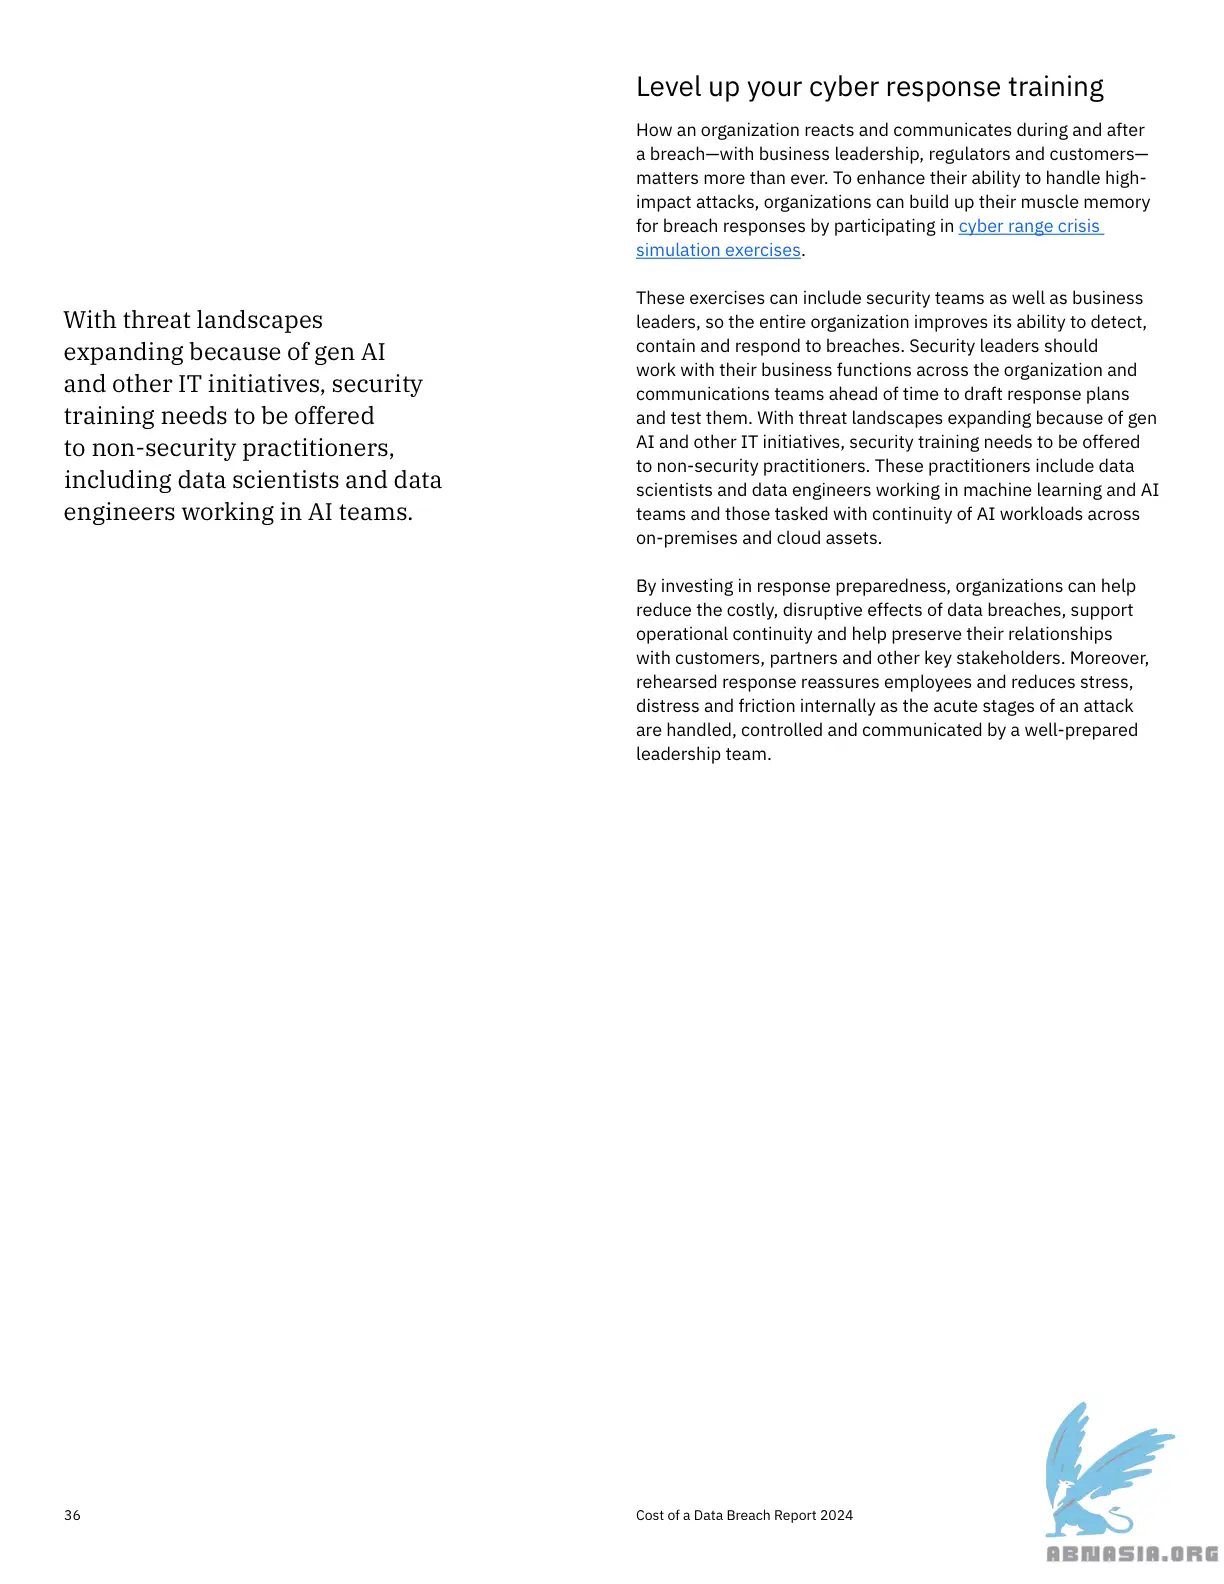 Level up your cyber response training
How an organization reacts and communicates during and after
a breach—with business leadership, regulators and customers—
matters more than ever. To enhance their ability to handle high-
impact attacks, organizations can build up their muscle memory
for breach responses by participating in cyber range crisis
simulation exercises.
These exercises can include security teams as well as business
leaders, so the entire organization improves its ability to detect,
contain and respond to breaches. Security leaders should
work with their business functions across the organization and
communications teams ahead of time to draft response plans
and test them. With threat landscapes expanding because of gen
AI and other IT initiatives, security training needs to be offered
to non-security practitioners. These practitioners include data
scientists and data engineers working in machine learning and AI
teams and those tasked with continuity of AI workloads across
on-premises and cloud assets.
By investing in response preparedness, organizations can help
reduce the costly, disruptive effects of data breaches, support
operational continuity and help preserve their relationships
with customers, partners and other key stakeholders. Moreover,
rehearsed response reassures employees and reduces stress,
distress and friction internally as the acute stages of an attack
are handled, controlled and communicated by a well-prepared
leadership team.
With threat landscapes
expanding because of gen AI
and other IT initiatives, security
training needs to be offered
to non-security practitioners,
including data scientists and data
engineers working in AI teams.
36
Cost of a Data Breach Report 2024
ABNASIA.ORG